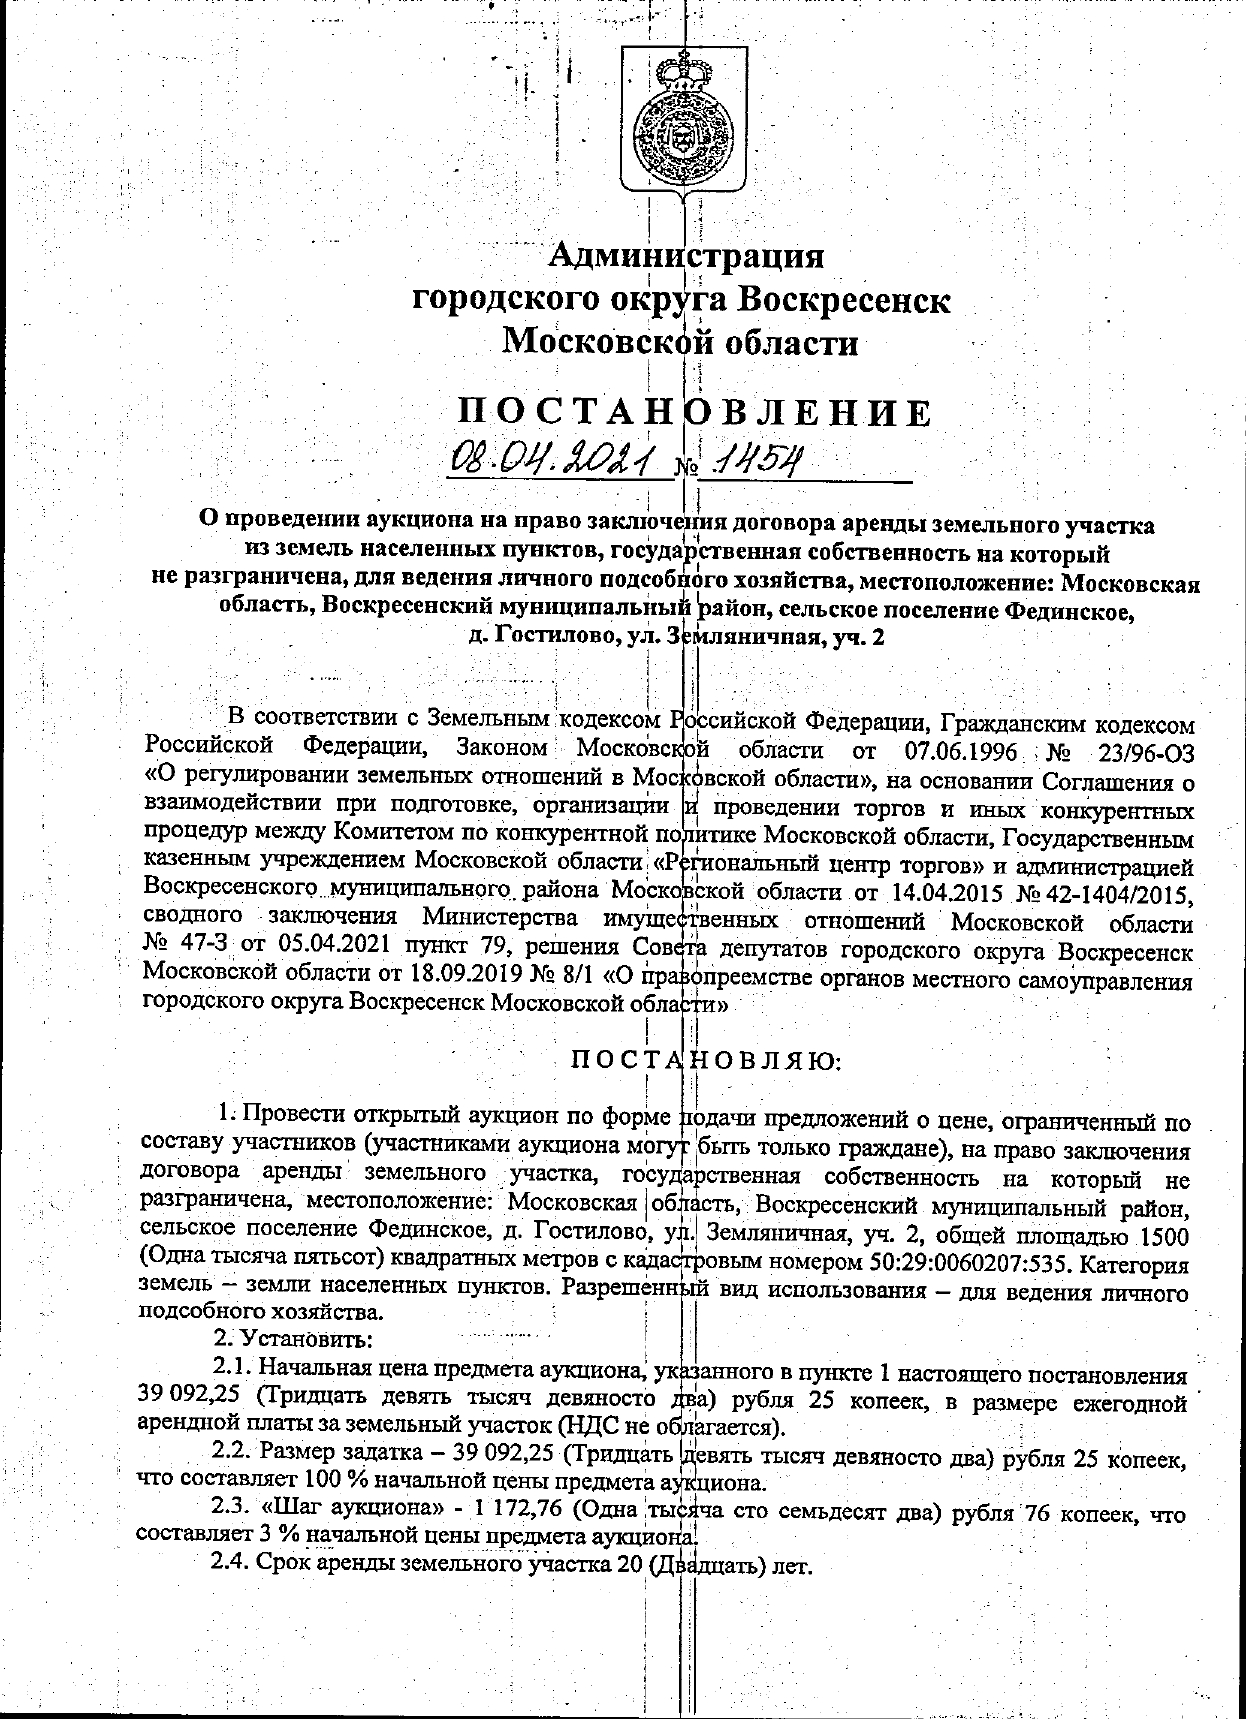 Администрация
городского округа Воскресенск
Московской области
ПОСТАНОВЛЕНИЕ
08.04.2021 № 1454
О проведении аукциона на право заключения договора аренды земельного участка
из земель населенных пунктов, государственная собственность на который
не разграничена, для ведения личного подсобного хозяйства, местоположение: Московская
область, Воскресенский муниципальный район, сельское поселение Фединское,
д. Гостилово, ул. Земляничная, уч. 2
В соответствии с Земельным кодексом Российской Федерации, Гражданским кодексом
Российской Федерации, Законом Московской области от 07.06.1996 № 23/96-ОЗ
«О регулировании земельных отношений в Московской области», на основании Соглашения о
взаимодействии при подготовке, организации и проведении торгов и иных конкурентных
процедур между Комитетом по конкурентной политике Московской области, Государственным
казенным учреждением Московской области «Региональный центр торгов» и администрацией
Воскресенского муниципального района Московской области от 14.04.2015 № 42-1404/2015,
сводного заключения Министерства имущественных отношений Московской области
№ 47-З от 05.04.2021 пункт 79, решения Совета депутатов городского округа Воскресенск
Московской области от 18.09.2019 № 8/1 «О правопреемстве органов местного самоуправления
городского округа Воскресенск Московской области»
ПОСТАНОВЛЯЮ:
1. Провести открытый аукцион по форме подачи предложений о цене, ограниченный по
составу участников (участниками аукциона могут быть только граждане), на право заключения
договора аренды земельного участка, государственная собственность на который не
разграничена, местоположение: Московская область, Воскресенский муниципальный район,
сельское поселение Фединское, д. Гостилово, ул. Земляничная, уч. 2, общей площадью 1500
(Одна тысяча пятьсот) квадратных метров с кадастровым номером 50:29:0060207:535. Категория
земель – земли населенных пунктов. Разрешенный вид использования – для ведения личного
подсобного хозяйства.
2. Установить:
2.1. Начальная цена предмета аукциона, указанного в пункте 1 настоящего постановления
39 092,25 (Тридцать девять тысяч девяносто два) рубля 25 копеек, в размере ежегодной
арендной платы за земельный участок (НДС не облагается).
2.2. Размер задатка – 39 092,25 (Тридцать девять тысяч девяносто два) рубля 25 копеек,
что составляет 100 % начальной цены предмета аукциона.
2.3. «Шаг аукциона» - 1 172,76 (Одна тысяча сто семьдесят два) рубля 76 копеек, что
составляет 3 % начальной цены предмета аукциона.
2.4. Срок аренды земельного участка 20 (Двадцать) лет.